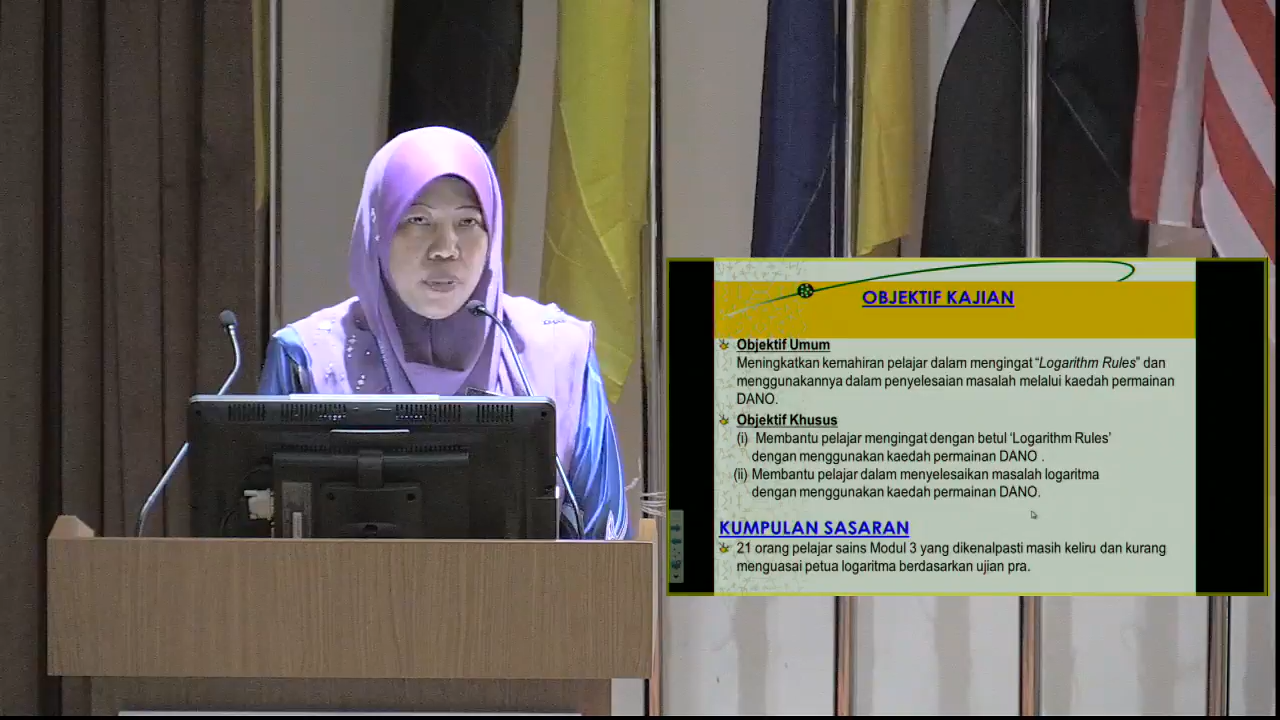 OBJEKTIF KAJIAN
Objektif Umum
Meningkatkan kemahiran pelajar dalam mengingat “Logarithm Rules” dan
menggunakannya dalam penyelesaian masalah melalui kaedah permainan
DANO.
Objektif Khusus
(i) Membantu pelajar mengingat dengan betul ‘Logarithm Rules’
dengan menggunakan kaedah permainan DANO .
(ii) Membantu pelajar dalam menyelesaikan masalah logaritma
dengan menggunakan kaedah permainan DANO.
KUMPULAN SASARAN
21 orang pelajar sains Modul 3 yang dikenalpasti masih keliru dan kurang
menguasai petua logaritma berdasarkan ujian pra.